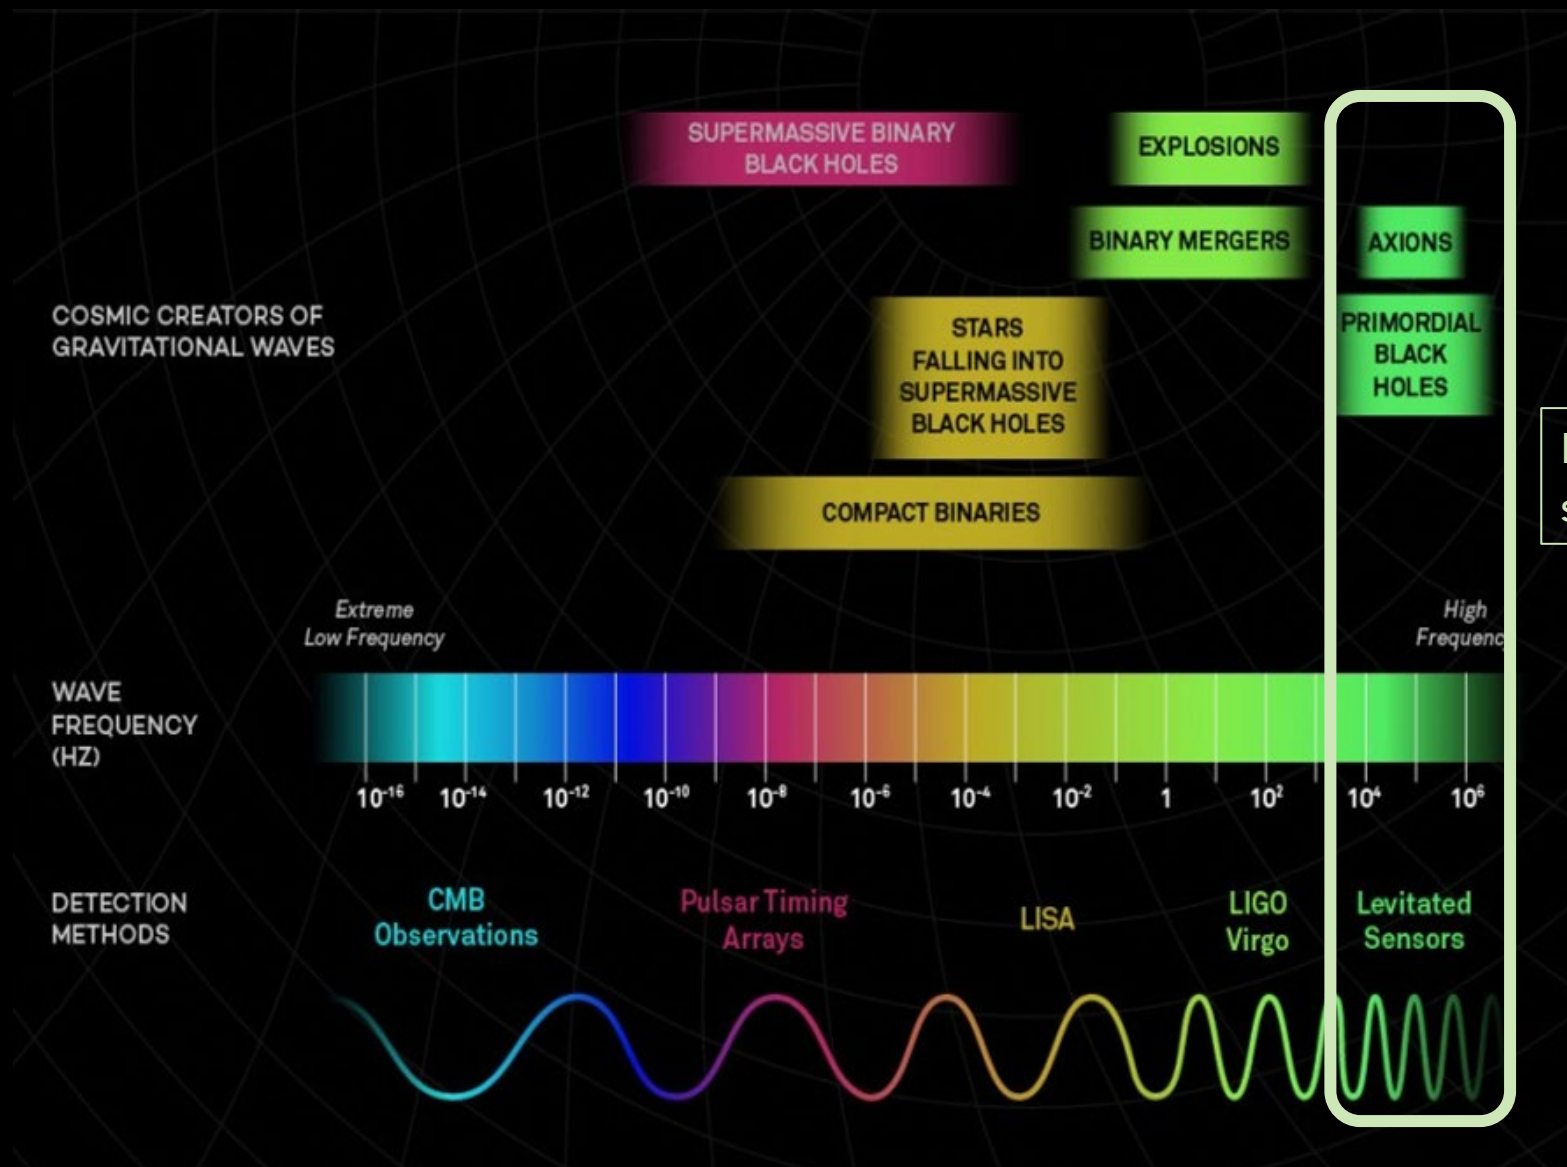 SUPERMASSIVE BINARY
BLACK HOLES
EXPLOSIONS
BINARY MERGERS
AXIONS
COSMIC CREATORS OF
GRAVITATIONAL WAVES
STARS
FALLING INTO
SUPERMASSIVE
BLACK HOLES
PRIMORDIAL
BLACK
HOLES
COMPACT BINARIES
Extreme
Low Frequency
High
Frequenc
WAVE
FREQUENCY
(HZ)
10⁻¹⁶ 10⁻¹⁴ 10⁻¹² 10⁻¹⁰ 10⁻⁸ 10⁻⁶ 10⁻⁴ 10⁻² 1 10² 10⁴ 10⁶
DETECTION
METHODS
CMB
Observations
Pulsar Timing
Arrays
LISA
LIGO
Virgo
Levitated
Sensors